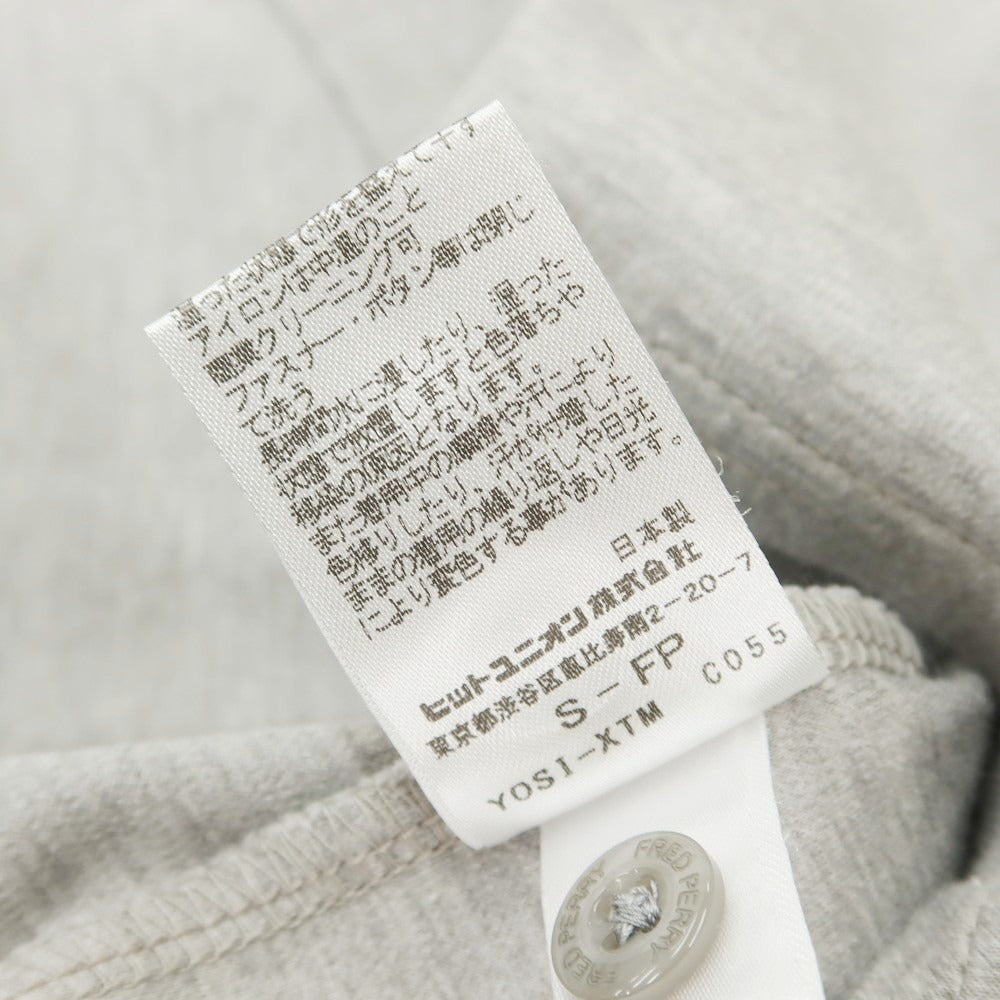 アイロンは中温のこと
クリーニング可
ファスナー・ボタン等は閉じ
て洗う
長時間水に浸したり、湿った
状態で放置しますと色落ちや
移染の原因となります。
また着用中の摩擦や汗により
色移りしたり、汗が付着した
ままの着用の繰り返しや日光
により変色する事があります。
日本製
ヒットユニオン株式会社
東京都渋谷区恵比寿南2-20-7
S-FP
YOSI-XTM C055
FRED PERRY
FRED PERRY